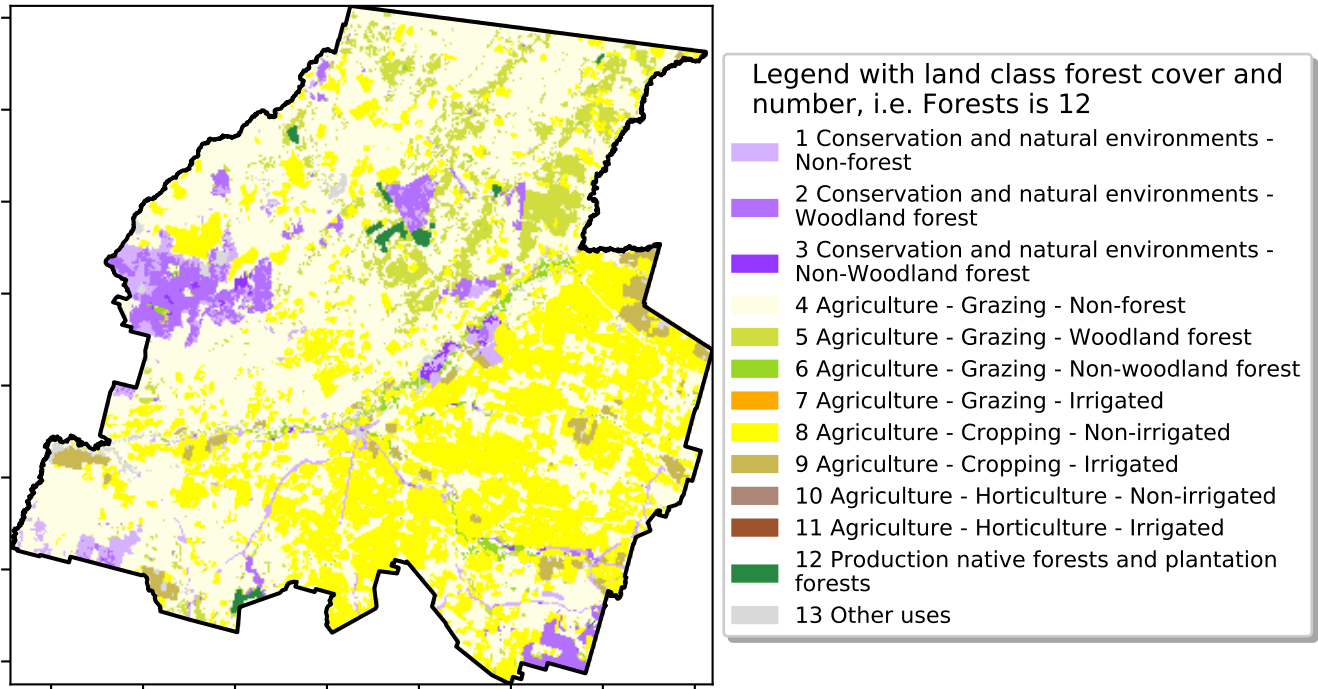 Legend with land class forest cover and
number, i.e. Forests is 12
1 Conservation and natural environments -
Non-forest
2 Conservation and natural environments -
Woodland forest
3 Conservation and natural environments -
Non-Woodland forest
4 Agriculture - Grazing - Non-forest
5 Agriculture - Grazing - Woodland forest
6 Agriculture - Grazing - Non-woodland forest
7 Agriculture - Grazing - Irrigated
8 Agriculture - Cropping - Non-irrigated
9 Agriculture - Cropping - Irrigated
10 Agriculture - Horticulture - Non-irrigated
11 Agriculture - Horticulture - Irrigated
12 Production native forests and plantation
forests
13 Other uses